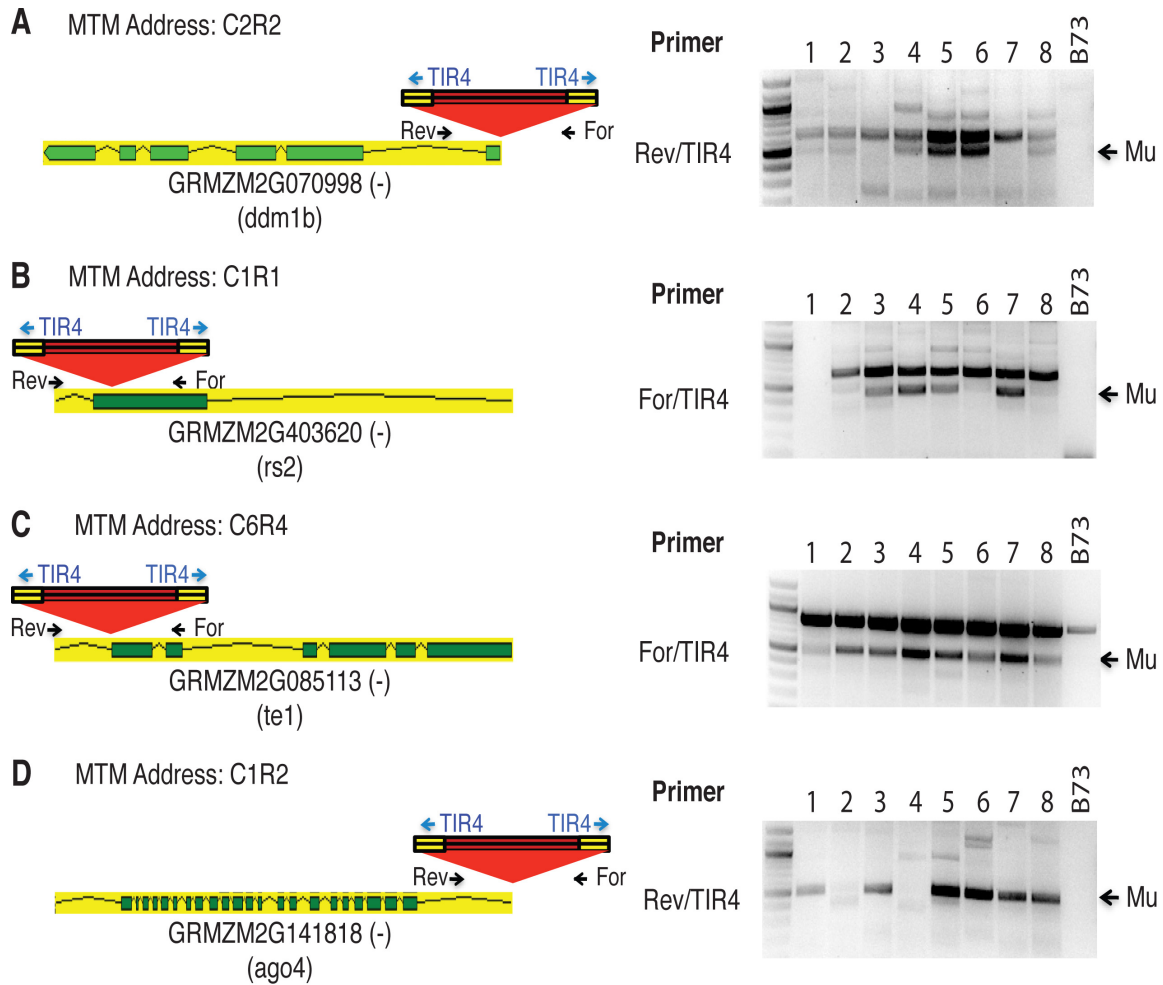 A MTM Address: C2R2
TIR4 TIR4
Rev For
GRMZM2G070998 (-)
(ddm1b)
Primer 1 2 3 4 5 6 7 8 B73
Rev/TIR4 Mu
B MTM Address: C1R1
TIR4 TIR4
Rev For
GRMZM2G403620 (-)
(rs2)
Primer 1 2 3 4 5 6 7 8 B73
For/TIR4 Mu
C MTM Address: C6R4
TIR4 TIR4
Rev For
GRMZM2G085113 (-)
(te1)
Primer 1 2 3 4 5 6 7 8 B73
For/TIR4 Mu
D MTM Address: C1R2
TIR4 TIR4
Rev For
GRMZM2G141818 (-)
(ago4)
Primer 1 2 3 4 5 6 7 8 B73
Rev/TIR4 Mu